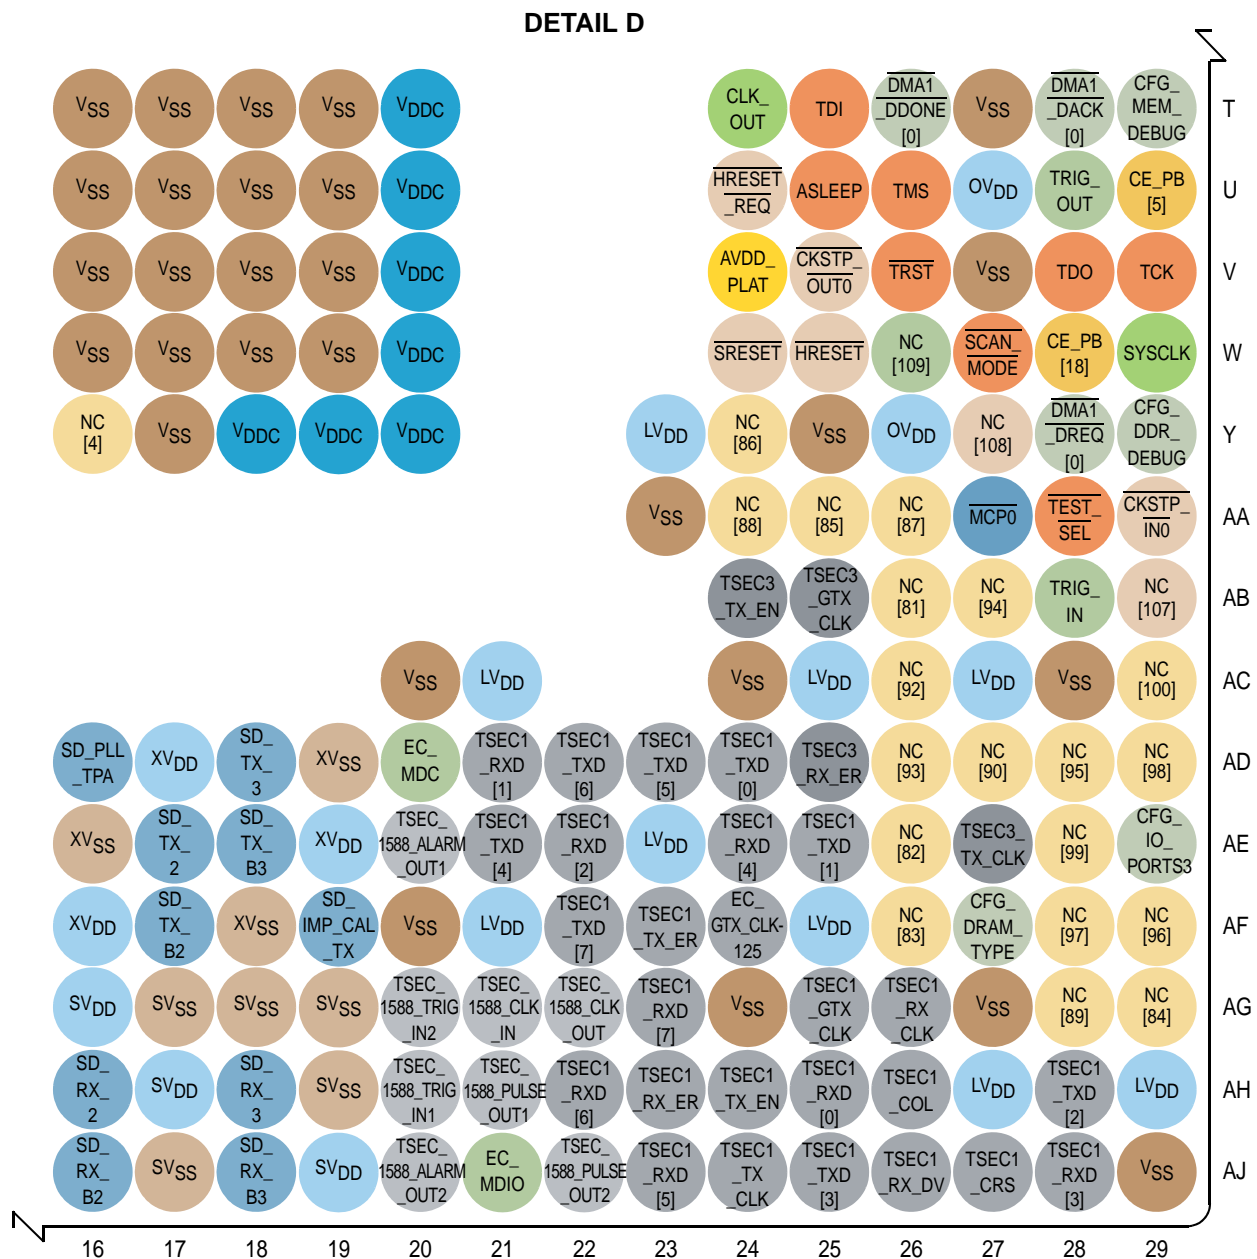 DETAIL D
VSS VSS VSS VSS VDDC CLK_ OUT TDI DMA1 _DDONE [0] VSS DMA1 _DACK [0] CFG_ MEM_ DEBUG T
VSS VSS VSS VSS VDDC HRESET _REQ ASLEEP TMS OVDD TRIG_ OUT CE_PB [5] U
VSS VSS VSS VSS VDDC AVDD_ PLAT CKSTP_ OUT0 TRST VSS TDO TCK V
VSS VSS VSS VSS VDDC SRESET HRESET NC [109] SCAN_ MODE CE_PB [18] SYSCLK W
NC [4] VSS VDDC VDDC VDDC LVDD NC [86] VSS OVDD NC [108] DMA1 _DREQ [0] CFG_ DDR_ DEBUG Y
VSS NC [88] NC [85] NC [87] MCP0 TEST_ SEL CKSTP_ IN0 AA
TSEC3 _TX_EN TSEC3 _GTX _CLK NC [81] NC [94] TRIG_ IN NC [107] AB
VSS LVDD VSS LVDD NC [92] LVDD VSS NC [100] AC
SD_PLL _TPA XVDD SD_ TX_ 3 XVSS EC_ MDC TSEC1 _RXD [1] TSEC1 _TXD [6] TSEC1 _TXD [5] TSEC1 _TXD [0] TSEC3 _RX_ER NC [93] NC [90] NC [95] NC [98] AD
XVSS SD_ TX_ 2 SD_ TX_ B3 XVDD TSEC_ 1588_ALARM _OUT1 TSEC1 _TXD [4] TSEC1 _RXD [2] LVDD TSEC1 _RXD [4] TSEC1 _TXD [1] NC [82] TSEC3_ TX_CLK NC [99] CFG_ IO_ PORTS3 AE
XVDD SD_ TX_ B2 XVSS SD_ IMP_CAL _TX VSS LVDD TSEC1 _TXD [7] TSEC1 _TX_ER EC_ GTX_CLK- 125 LVDD NC [83] CFG_ DRAM_ TYPE NC [97] NC [96] AF
SVDD SVSS SVSS SVSS TSEC_ 1588_TRIG _IN2 TSEC_ 1588_CLK _IN TSEC_ 1588_CLK _OUT TSEC1 _RXD [7] VSS TSEC1 _GTX _CLK TSEC1 _RX _CLK VSS NC [89] NC [84] AG
SD_ RX_ 2 SVDD SD_ RX_ 3 SVSS TSEC_ 1588_TRIG _IN1 TSEC_ 1588_PULSE _OUT1 TSEC1 _RXD [6] TSEC1 _RX_ER TSEC1 _TX_EN TSEC1 _RXD [0] TSEC1 _COL LVDD TSEC1 _TXD [2] LVDD AH
SD_ RX_ B2 SVSS SD_ RX_ B3 SVDD TSEC_ 1588_ALARM _OUT2 EC_ MDIO TSEC_ 1588_PULSE _OUT2 TSEC1 _RXD [5] TSEC1 _TX _CLK TSEC1 _TXD [3] TSEC1 _RX_DV TSEC1 _CRS TSEC1 _RXD [3] VSS AJ
16 17 18 19 20 21 22 23 24 25 26 27 28 29